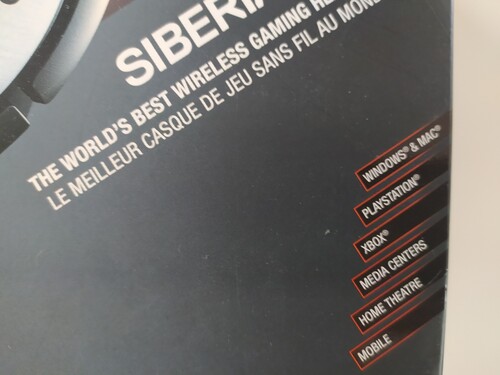 SIBERIA
THE WORLD'S BEST WIRELESS GAMING
LE MEILLEUR CASQUE DE JEU SANS FIL AU MONDE
WINDOWS® & MAC®
PLAYSTATION®
XBOX®
MEDIA CENTERS
HOME THEATRE
MOBILE